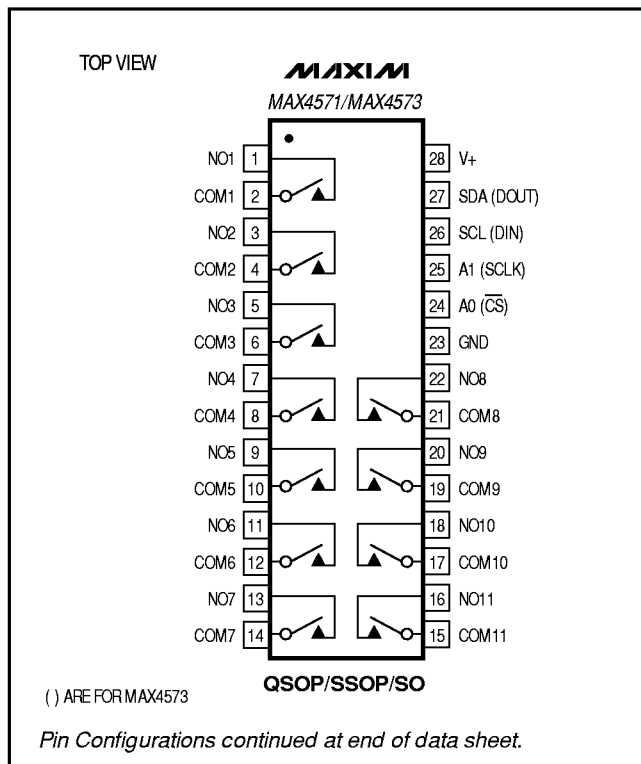 TOP VIEW
MAXIM
MAX4571/MAX4573
NO1 1 28 V+
COM1 2 27 SDA (DOUT)
NO2 3 26 SCL (DIN)
COM2 4 25 A1 (SCLK)
NO3 5 24 A0 (C̅S̅)
COM3 6 23 GND
NO4 7 22 NO8
COM4 8 21 COM8
NO5 9 20 NO9
COM5 10 19 COM9
NO6 11 18 NO10
COM6 12 17 COM10
NO7 13 16 NO11
COM7 14 15 COM11
QSOP/SSOP/SO
( ) ARE FOR MAX4573
Pin Configurations continued at end of data sheet.